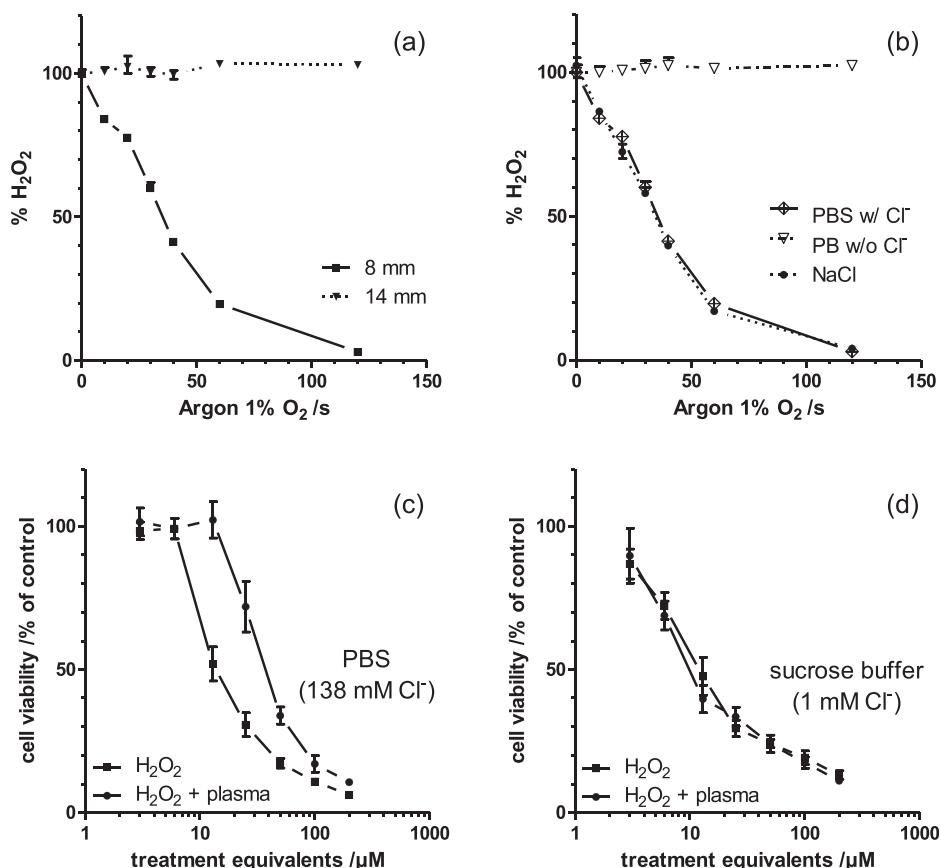 (a)
% H₂O₂
100
50
0
8 mm
14 mm
0 50 100 150
Argon 1% O₂ /s
(b)
% H₂O₂
100
50
0
PBS w/ Cl⁻
PB w/o Cl⁻
NaCl
0 50 100 150
Argon 1% O₂ /s
(c)
cell viability /% of control
100
50
0
PBS
(138 mM Cl⁻)
H₂O₂
H₂O₂ + plasma
1 10 100 1000
treatment equivalents /µM
(d)
cell viability /% of control
100
50
0
sucrose buffer
(1 mM Cl⁻)
H₂O₂
H₂O₂ + plasma
1 10 100 1000
treatment equivalents /µM